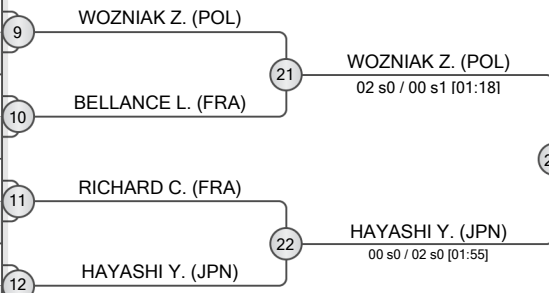 WOZNIAK Z. (POL)
9
21
WOZNIAK Z. (POL)
02 s0 / 00 s1 [01:18]
BELLANCE L. (FRA)
10
2
RICHARD C. (FRA)
11
22
HAYASHI Y. (JPN)
00 s0 / 02 s0 [01:55]
HAYASHI Y. (JPN)
12